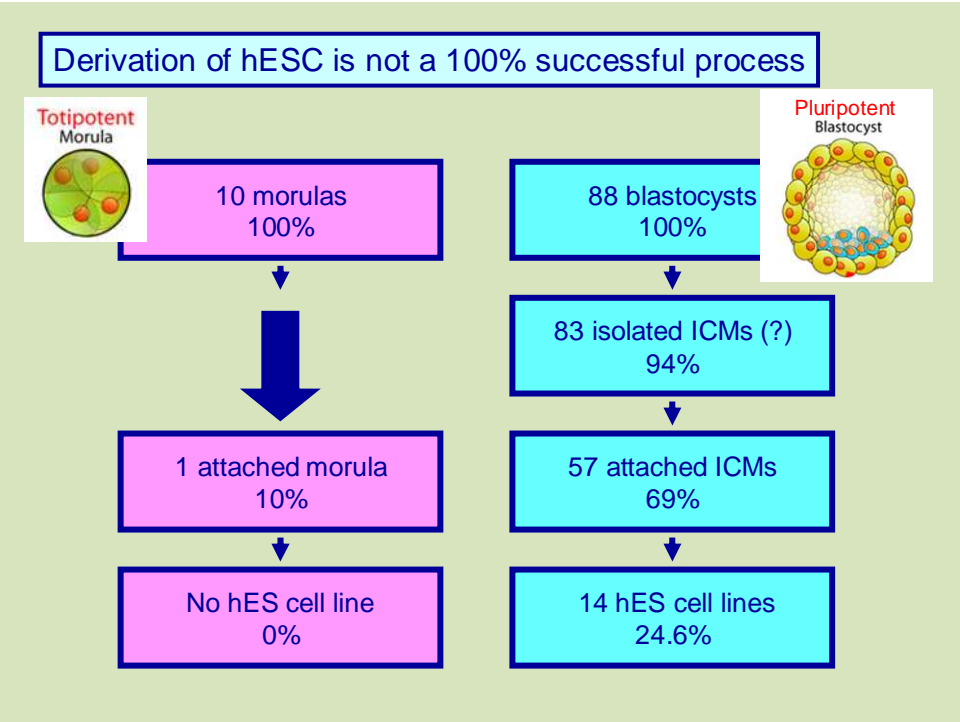 Derivation of hESC is not a 100% successful process
Totipotent
Morula
Pluripotent
Blastocyst
10 morulas
100%
88 blastocysts
100%
83 isolated ICMs (?)
94%
1 attached morula
10%
57 attached ICMs
69%
No hES cell line
0%
14 hES cell lines
24.6%